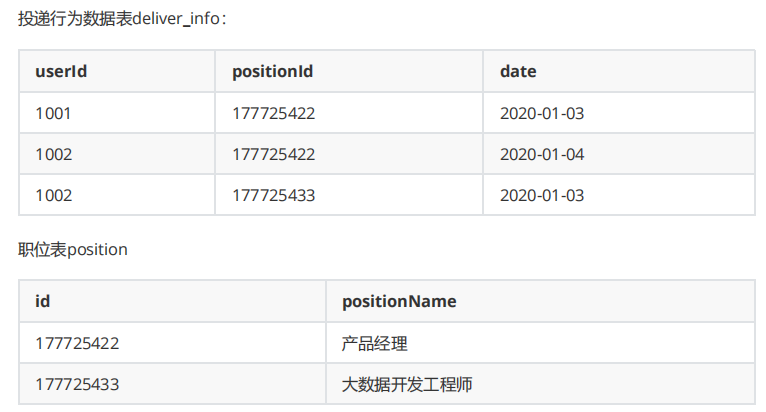 投递行为数据表deliver_info：
userId positionId date
1001 177725422 2020-01-03
1002 177725422 2020-01-04
1002 177725433 2020-01-03
职位表position
id positionName
177725422 产品经理
177725433 大数据开发工程师